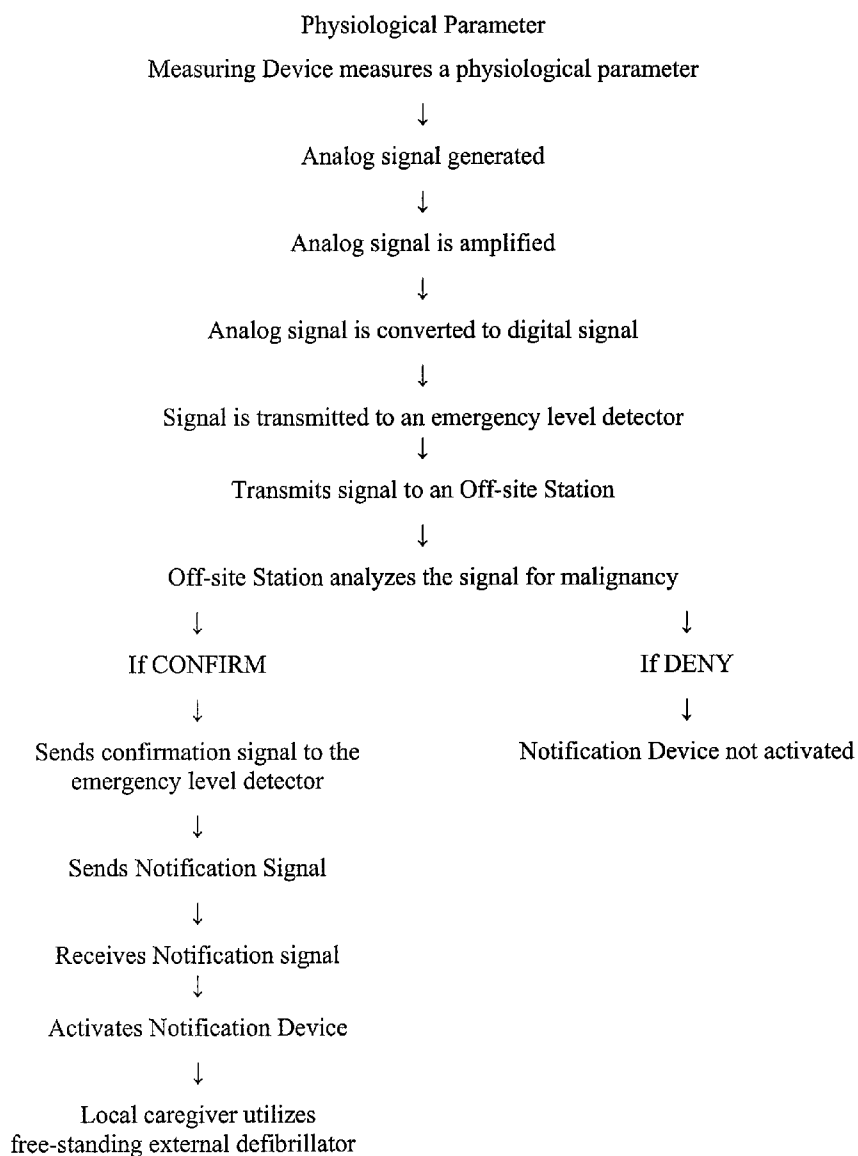 Physiological Parameter
Measuring Device measures a physiological parameter
↓
Analog signal generated
↓
Analog signal is amplified
↓
Analog signal is converted to digital signal
↓
Signal is transmitted to an emergency level detector
↓
Transmits signal to an Off-site Station
↓
Off-site Station analyzes the signal for malignancy
↓ ↓
If CONFIRM If DENY
↓ ↓
Sends confirmation signal to the Notification Device not activated
emergency level detector
↓
Sends Notification Signal
↓
Receives Notification signal
↓
Activates Notification Device
↓
Local caregiver utilizes
free-standing external defibrillator